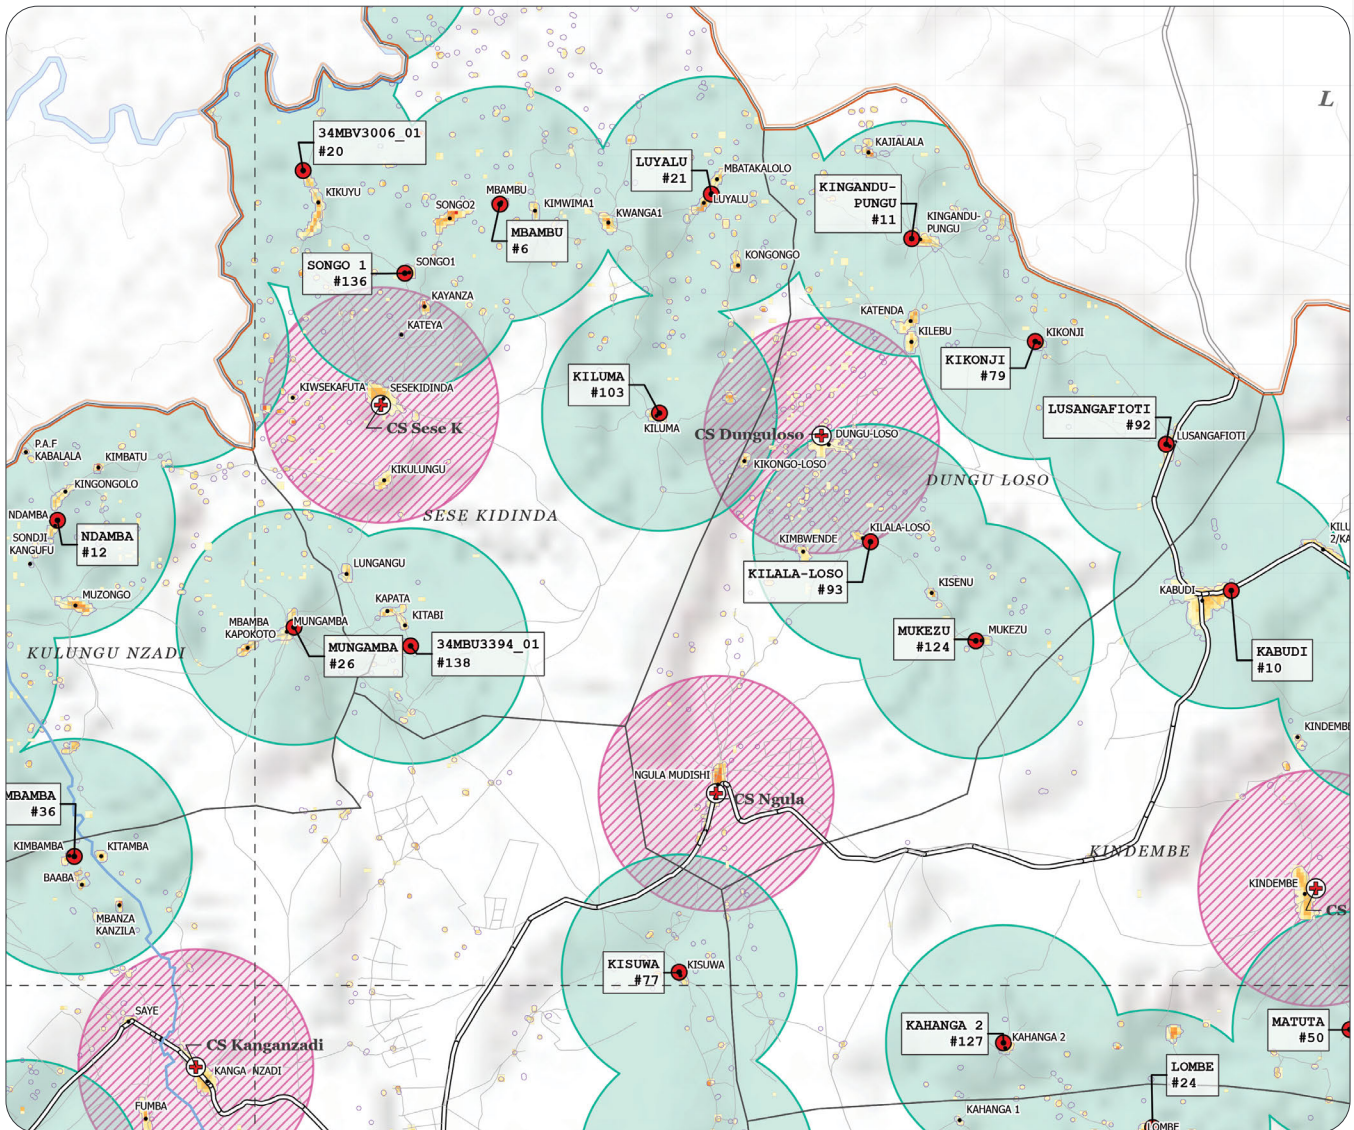 L
34MBV3006_01
#20
KAJIALALA
LUYALU
#21
MBATAKALOLO
KIKUYU
MBAMBU
KIMWIMA1
SONGO2
KWANGA1
LUYALU
KINGANDU-
PUNGU
#11
KINGANDU-
PUNGU
MBAMBU
#6
SONGO 1
#136
SONGO1
KONGONGO
KAYANZA
KATEYA
KATENDA
KILEBU
KIKONJI
KIKONJI
#79
KIWSEKAFUTA
SESEKIDINDA
CS Sese K
KILUMA
#103
KILUMA
CS Dunguloso
DUNGU-LOSO
LUSANGAFIOTI
#92
LUSANGAFIOTI
P.A.F
KABALALA
KIMBATU
KINGONGOLO
KIKULUNGU
KIKONGO-LOSO
DUNGU LOSO
NDAMBA
SONDJI
KANGUFU
NDAMBA
#12
SESE KIDINDA
KIMBWENDE
KILALA-LOSO
KILALA-LOSO
#93
KILU
2/KA
LUNGANGU
MUZONGO
KAPATA
KITABI
KISENU
KABUDI
MBAMBA
KAPOKOTO
MUNGAMBA
MUNGAMBA
#26
34MBU3394_01
#138
MUKEZU
#124
MUKEZU
KABUDI
#10
KULUNGU NZADI
KINDEMBE
NGULA MUDISHI
CS Ngula
MBAMBA
#36
KIMBAMBA
KITAMBA
BAABA
MBANZA
KANZILA
KINDEMBE
KINDEMBE
CS
KISUWA
#77
KISUWA
SAYE
CS Kanganzadi
KANGA NZADI
FUMBA
KAHANGA 2
#127
KAHANGA 2
MATUTA
#50
LOMBE
#24
KAHANGA 1
LOMBE